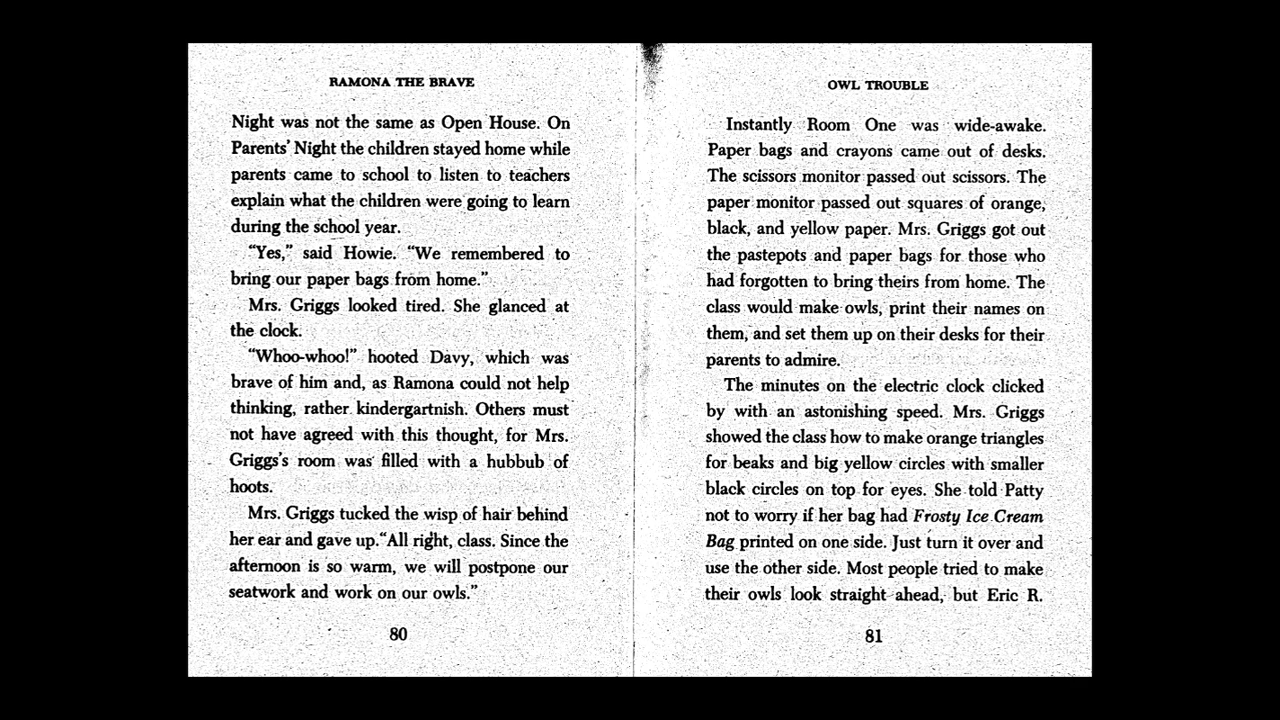 RAMONA THE BRAVE
Night was not the same as Open House. On
Parents' Night the children stayed home while
parents came to school to listen to teachers
explain what the children were going to learn
during the school year.
"Yes," said Howie. "We remembered to
bring our paper bags from home."
Mrs. Griggs looked tired. She glanced at
the clock.
"Whoo-whoo!" hooted Davy, which was
brave of him and, as Ramona could not help
thinking, rather kindergartnish. Others must
not have agreed with this thought, for Mrs.
Griggs's room was filled with a hubbub of
hoots.
Mrs. Griggs tucked the wisp of hair behind
her ear and gave up."All right, class. Since the
afternoon is so warm, we will postpone our
seatwork and work on our owls."
80
OWL TROUBLE
Instantly Room One was wide-awake.
Paper bags and crayons came out of desks.
The scissors monitor passed out scissors. The
paper monitor passed out squares of orange,
black, and yellow paper. Mrs. Griggs got out
the pastepots and paper bags for those who
had forgotten to bring theirs from home. The
class would make owls, print their names on
them, and set them up on their desks for their
parents to admire.
The minutes on the electric clock clicked
by with an astonishing speed. Mrs. Griggs
showed the class how to make orange triangles
for beaks and big yellow circles with smaller
black circles on top for eyes. She told Patty
not to worry if her bag had Frosty Ice Cream
Bag printed on one side. Just turn it over and
use the other side. Most people tried to make
their owls look straight ahead, but Eric R.
81